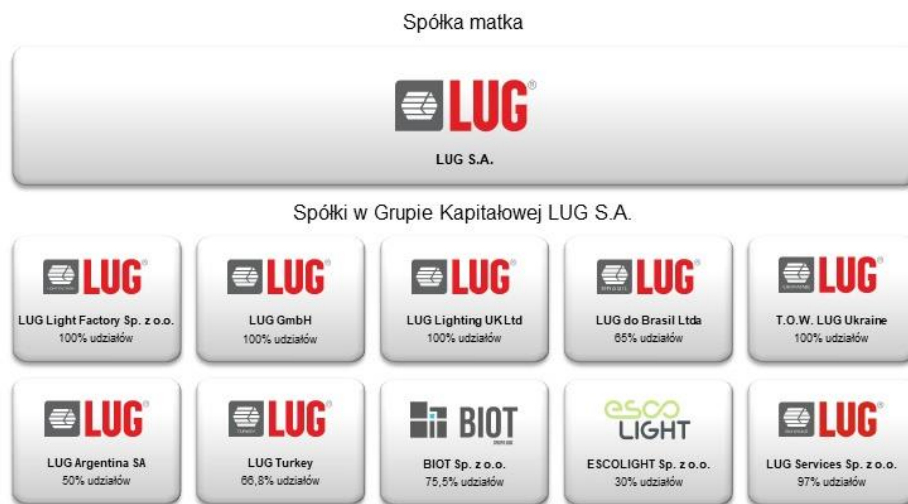 Spółka matka
LUG®
LUG S.A.
Spółki w Grupie Kapitałowej LUG S.A.
LUG® LUG® LUG® LUG® LUG®
LUG Light Factory Sp. z o.o. LUG GmbH LUG Lighting UK Ltd LUG do Brasil Ltda T.O.W. LUG Ukraine
100% udziałów 100% udziałów 100% udziałów 65% udziałów 100% udziałów
LUG® LUG® BIOT esco LIGHT LUG®
LUG Argentina SA LUG Turkey BIOT Sp. z o.o. ESCOLIGHT Sp. z o.o. LUG Services Sp. z o.o.
50% udziałów 66,8% udziałów 75,5% udziałów 30% udziałów 97% udziałów